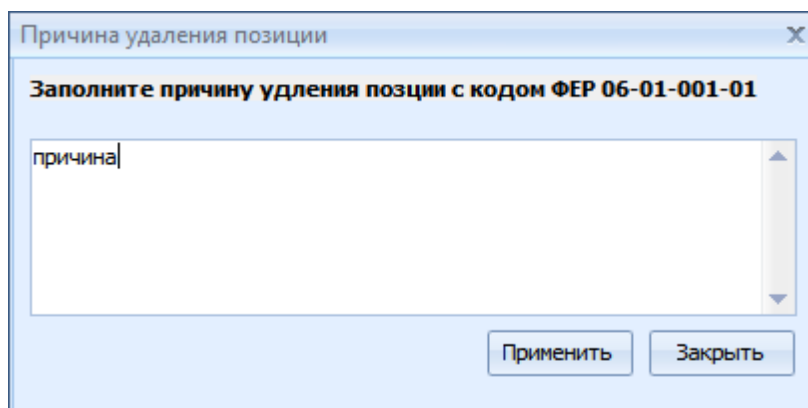 Причина удаления позиции
Заполните причину удления позции с кодом ФЕР 06-01-001-01
причина
Применить Закрыть